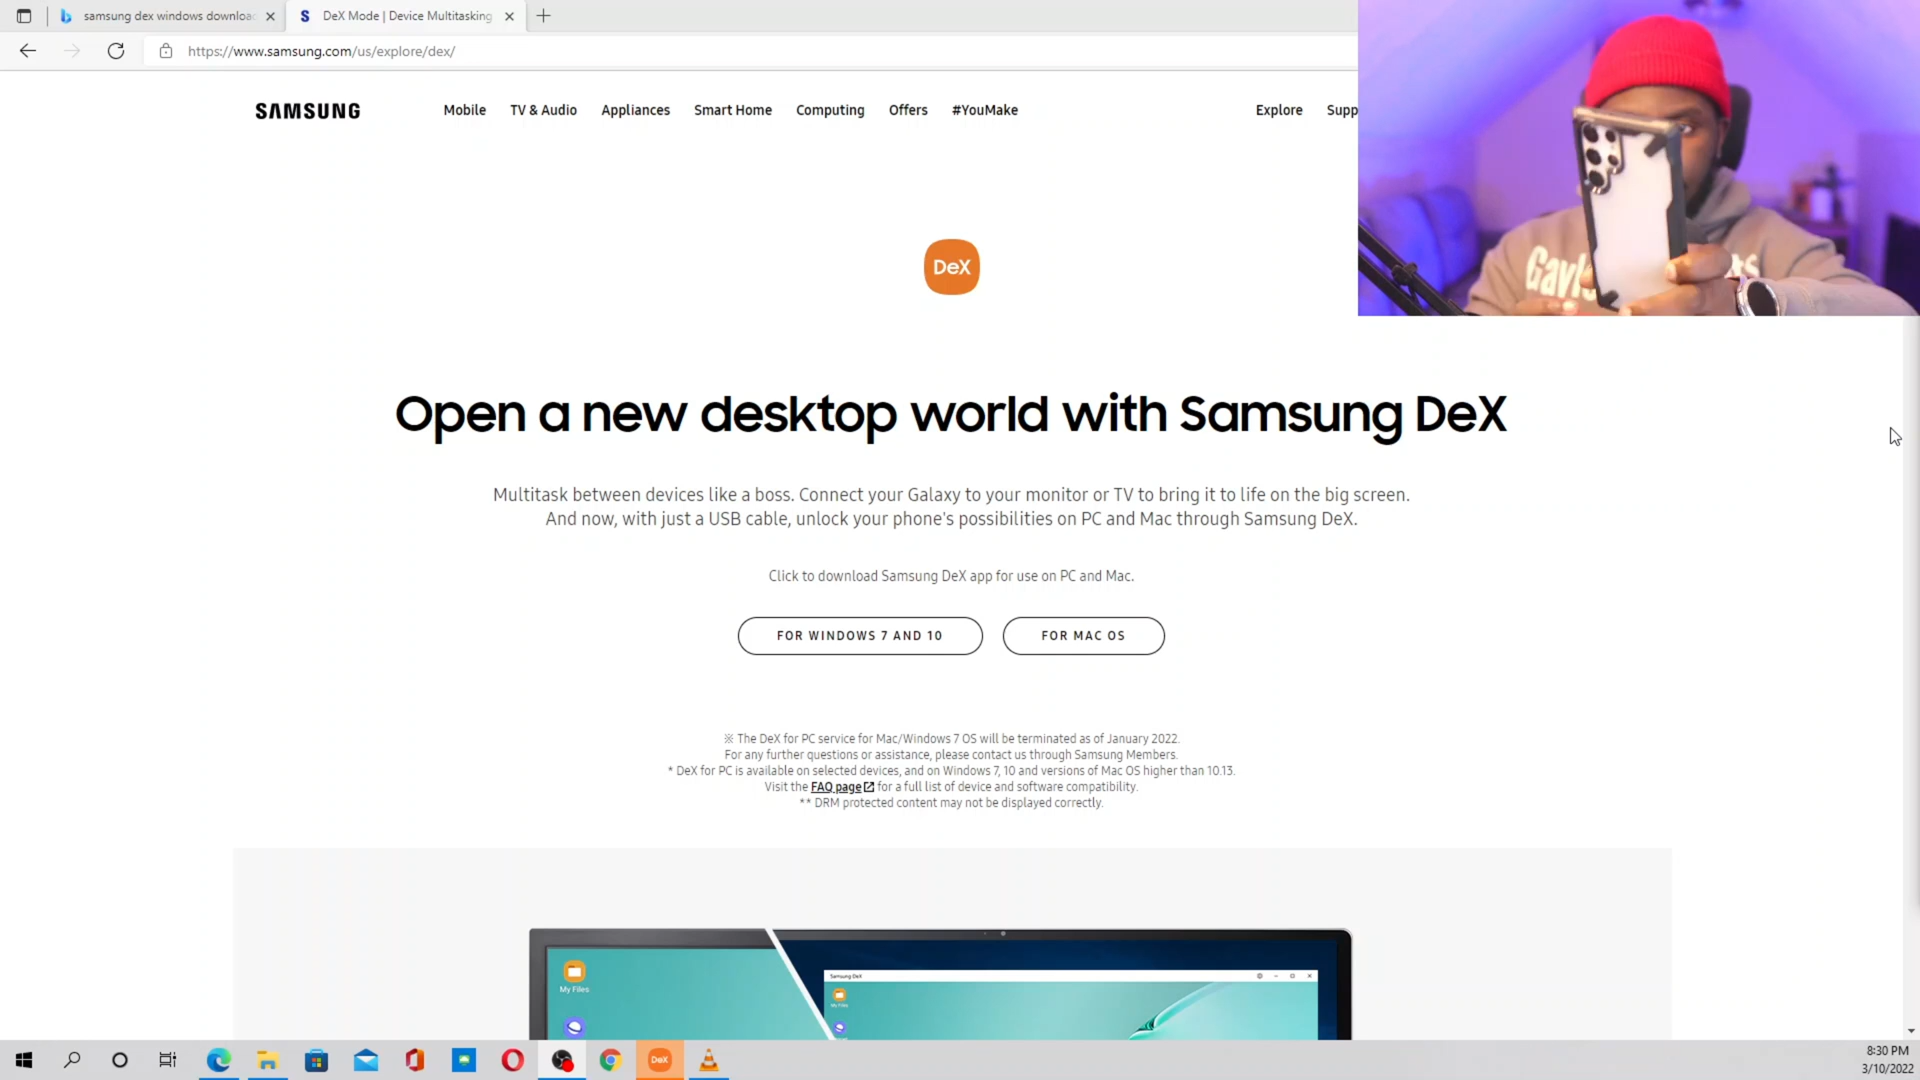 samsung dex windows downloa
DeX Mode | Device Multitasking
https://www.samsung.com/us/explore/dex/
SAMSUNG
Mobile
TV & Audio
Appliances
Smart Home
Computing
Offers
#YouMake
Explore
Supp
DeX
Open a new desktop world with Samsung DeX
Multitask between devices like a boss. Connect your Galaxy to your monitor or TV to bring it to life on the big screen.
And now, with just a USB cable, unlock your phone's possibilities on PC and Mac through Samsung DeX.
Click to download Samsung DeX app for use on PC and Mac.
FOR WINDOWS 7 AND 10
FOR MAC OS
※ The DeX for PC service for Mac/Windows 7 OS will be terminated as of January 2022.
For any further questions or assistance, please contact us through Samsung Members.
* DeX for PC is available on selected devices, and on Windows 7, 10 and versions of Mac OS higher than 10.13.
Visit the FAQ page for a full list of device and software compatibility.
** DRM protected content may not be displayed correctly.
My Files
Samsung DeX
My Files
DeX
8:30 PM
3/10/2022